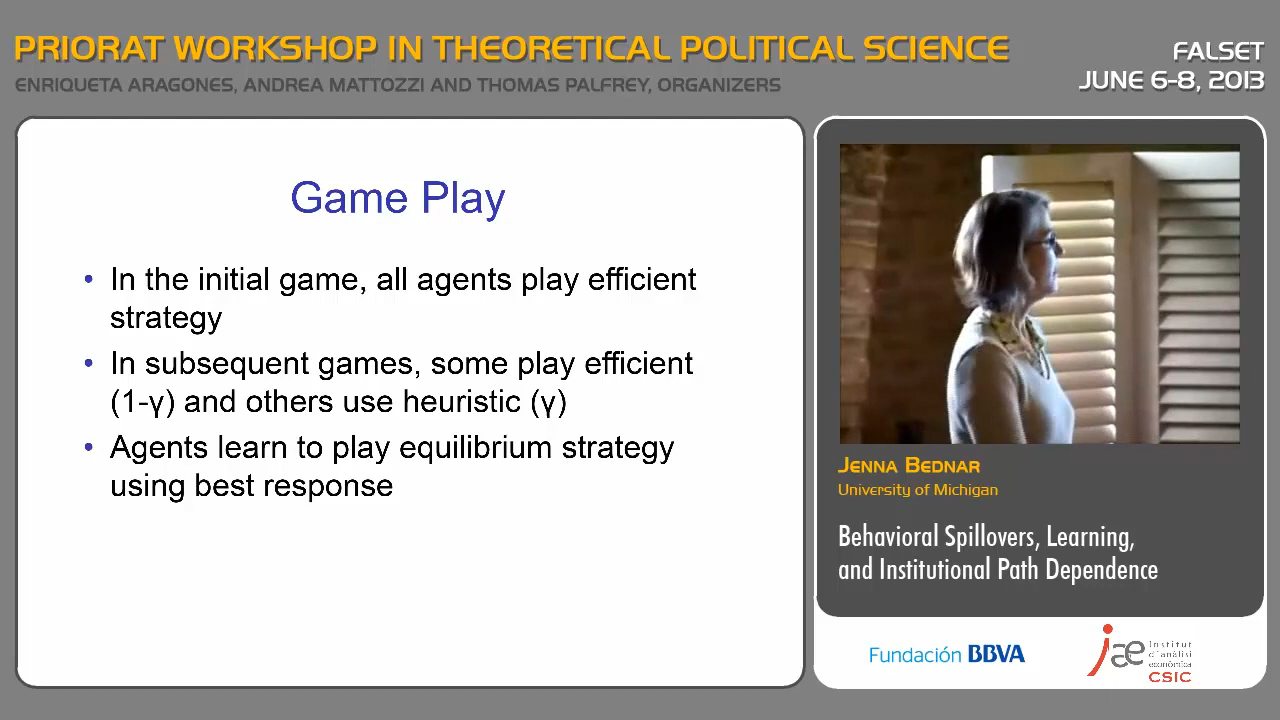 PRIORAT WORKSHOP IN THEORETICAL POLITICAL SCIENCE
ENRIQUETA ARAGONES, ANDREA MATTOZZI AND THOMAS PALFREY, ORGANIZERS
FALSET
JUNE 6-8, 2013
Game Play
• In the initial game, all agents play efficient
strategy
• In subsequent games, some play efficient
(1-γ) and others use heuristic (γ)
• Agents learn to play equilibrium strategy
using best response
JENNA BEDNAR
University of Michigan
Behavioral Spillovers, Learning,
and Institutional Path Dependence
Fundación BBVA
iae
Institut
d'anàlisi
econòmica
CSIC